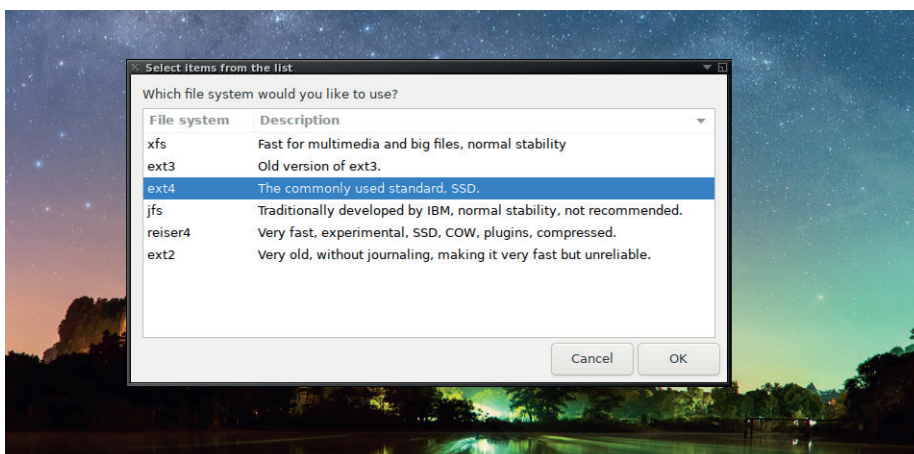 Select items from the list
Which file system would you like to use?
File system Description
xfs Fast for multimedia and big files, normal stability
ext3 Old version of ext3.
ext4 The commonly used standard, SSD.
jfs Traditionally developed by IBM, normal stability, not recommended.
reiser4 Very fast, experimental, SSD, COW, plugins, compressed.
ext2 Very old, without journaling, making it very fast but unreliable.
Cancel OK